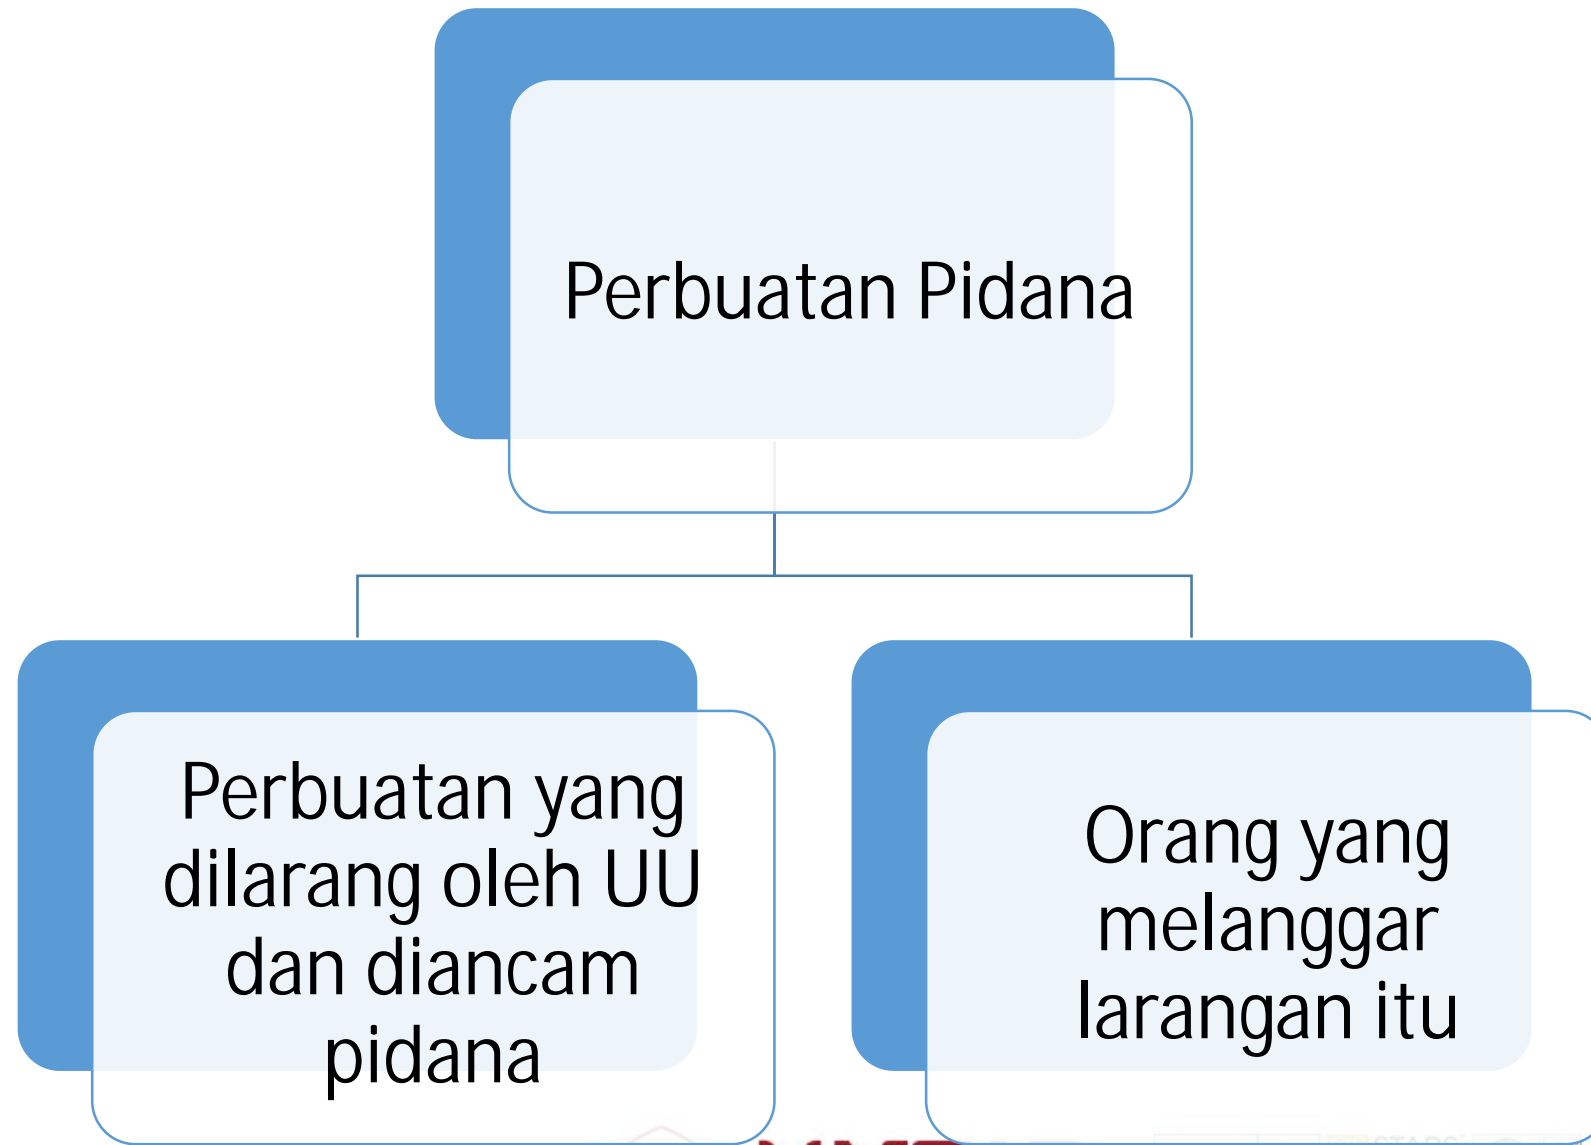 Perbuatan Pidana
Perbuatan yang
dilarang oleh UU
dan diancam
pidana
Orang yang
melanggar
larangan itu